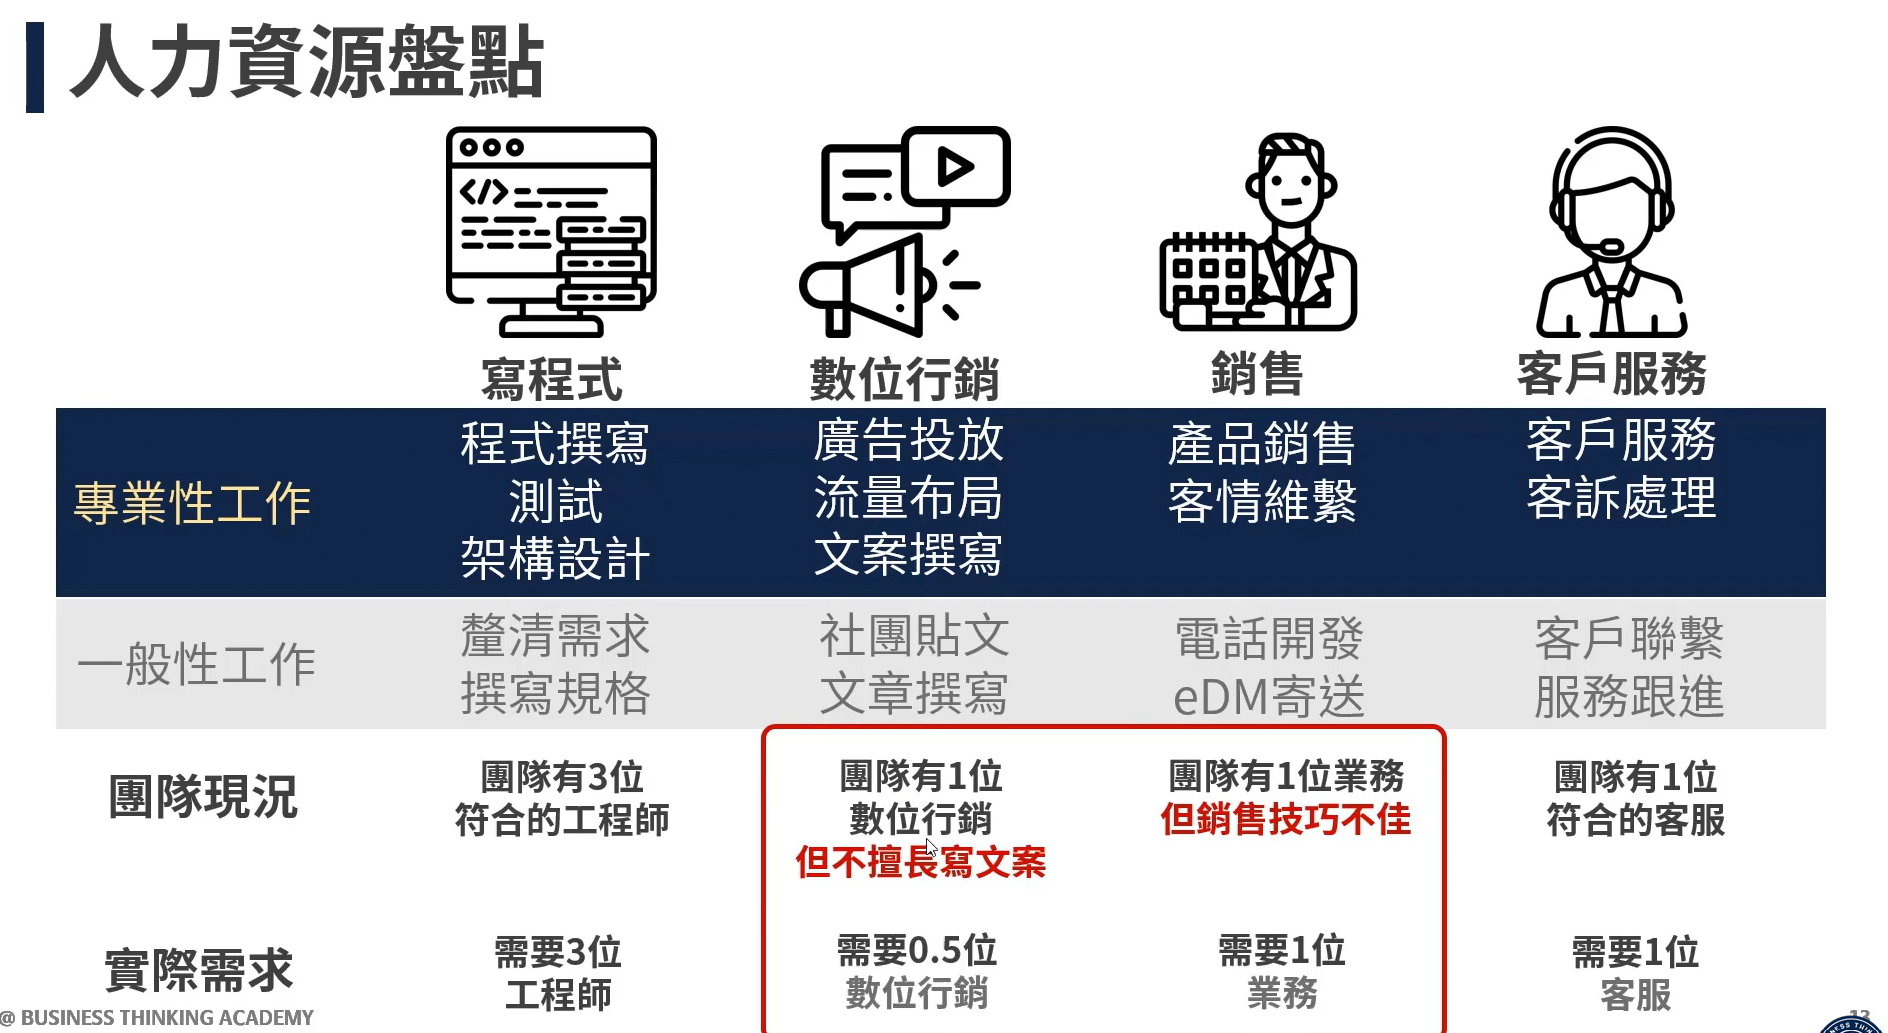 人力資源盤點
寫程式
數位行銷
銷售
客戶服務
專業性工作
程式撰寫
測試
架構設計
廣告投放
流量布局
文案撰寫
產品銷售
客情維繫
客戶服務
客訴處理
一般性工作
釐清需求
撰寫規格
社團貼文
文章撰寫
電話開發
eDM寄送
客戶聯繫
服務跟進
團隊現況
團隊有3位
符合的工程師
團隊有1位
數位行銷
但不擅長寫文案
團隊有1位業務
但銷售技巧不佳
團隊有1位
符合的客服
實際需求
需要3位
工程師
需要0.5位
數位行銷
需要1位
業務
需要1位
客服
@ BUSINESS THINKING ACADEMY